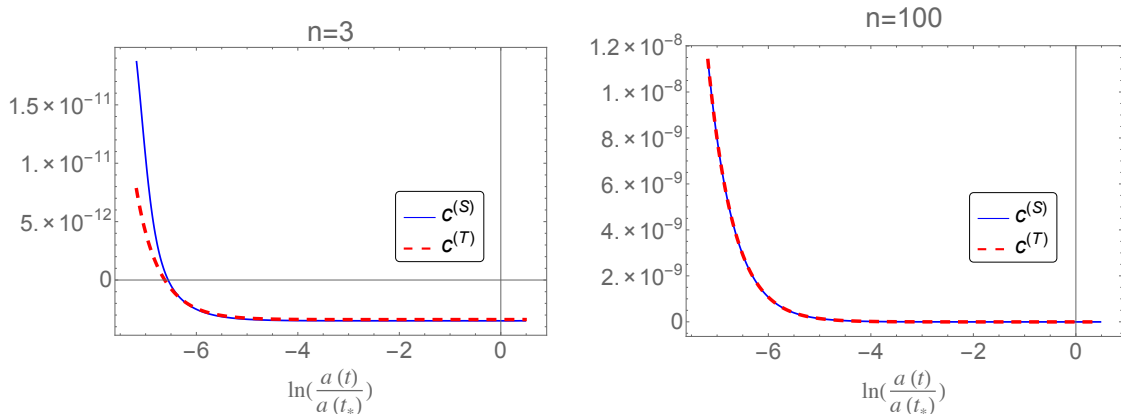 n=3
1.5×10⁻¹¹
1.×10⁻¹¹
5.×10⁻¹²
0
c⁽ˢ⁾
c⁽ᵀ⁾
−6
−4
−2
0
ln(a(t)/a(t*))
n=100
1.2×10⁻⁸
1.×10⁻⁸
8.×10⁻⁹
6.×10⁻⁹
4.×10⁻⁹
2.×10⁻⁹
0
c⁽ˢ⁾
c⁽ᵀ⁾
−6
−4
−2
0
ln(a(t)/a(t*))